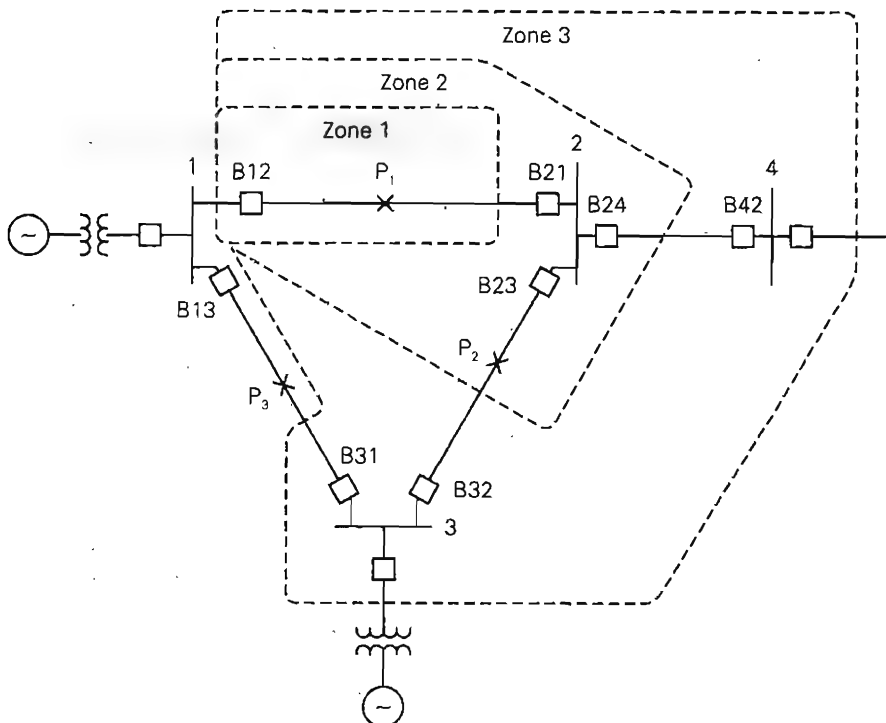 Zone 3
Zone 2
Zone 1
1
B12
P₁
B21
2
B24
B42
4
B13
B23
P₂
P₃
B31
B32
3
~
~